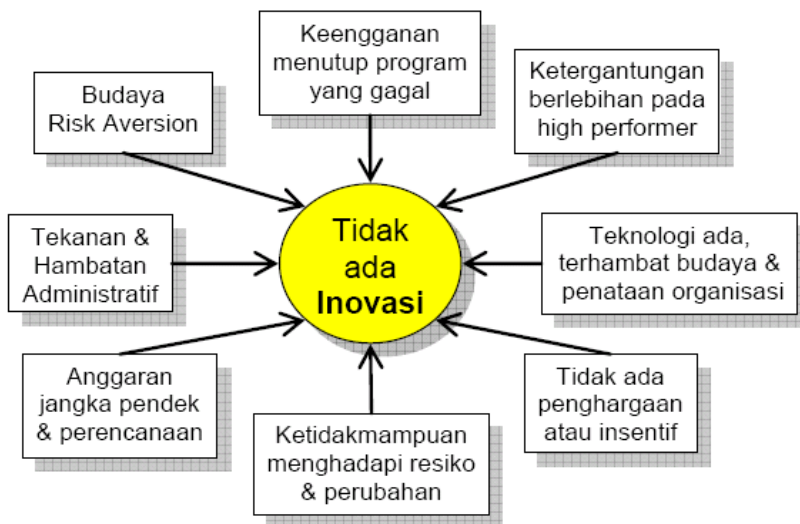 Keengganan
menutup program
yang gagal
Budaya
Risk Aversion
Ketergantungan
berlebihan pada
high performer
Tekanan &
Hambatan
Administratif
Tidak
ada
Inovasi
Teknologi ada,
terhambat budaya &
penataan organisasi
Anggaran
jangka pendek
& perencanaan
Ketidakmampuan
menghadapi resiko
& perubahan
Tidak ada
penghargaan
atau insentif